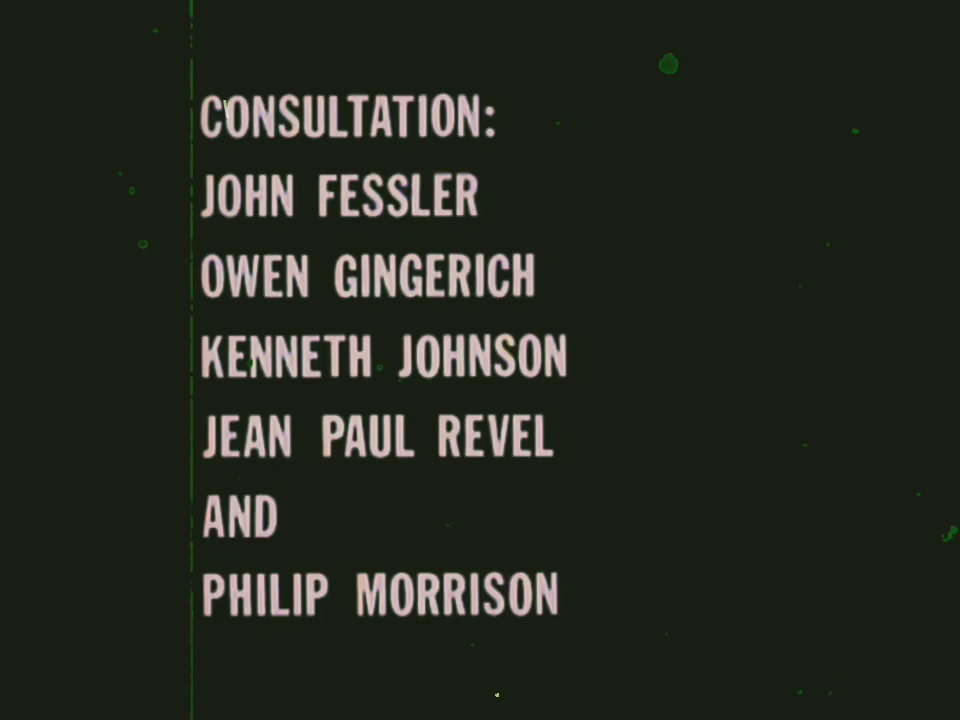 CONSULTATION:
JOHN FESSLER
OWEN GINGERICH
KENNETH JOHNSON
JEAN PAUL REVEL
AND
PHILIP MORRISON